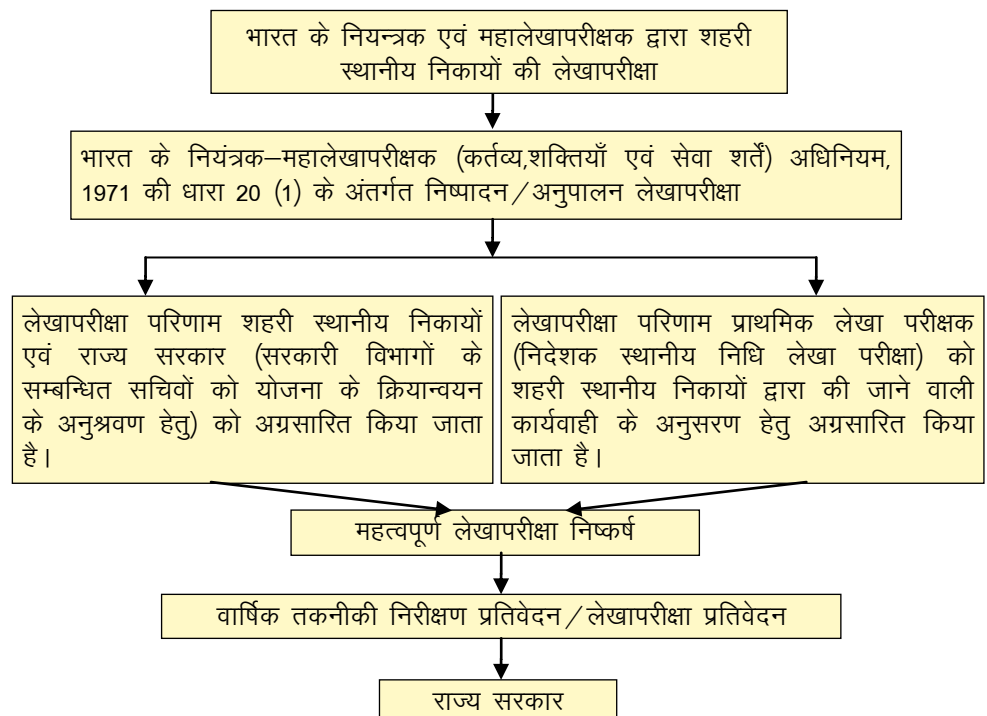 भारत के नियन्त्रक एवं महालेखापरीक्षक द्वारा शहरी
स्थानीय निकायों की लेखापरीक्षा
भारत के नियंत्रक–महालेखापरीक्षक (कर्तव्य,शक्तियाँ एवं सेवा शर्ते) अधिनियम,
1971 की धारा 20 (1) के अंतर्गत निष्पादन/अनुपालन लेखापरीक्षा
लेखापरीक्षा परिणाम शहरी स्थानीय निकायों
एवं राज्य सरकार (सरकारी विभागों के
सम्बन्धित सचिवों को योजना के क्रियान्वयन
के अनुश्रवण हेतु) को अग्रसारित किया जाता
है।
लेखापरीक्षा परिणाम प्राथमिक लेखा परीक्षक
(निदेशक स्थानीय निधि लेखा परीक्षा) को
शहरी स्थानीय निकायों द्वारा की जाने वाली
कार्यवाही के अनुसरण हेतु अग्रसारित किया
जाता है।
महत्वपूर्ण लेखापरीक्षा निष्कर्ष
वार्षिक तकनीकी निरीक्षण प्रतिवेदन/लेखापरीक्षा प्रतिवेदन
राज्य सरकार